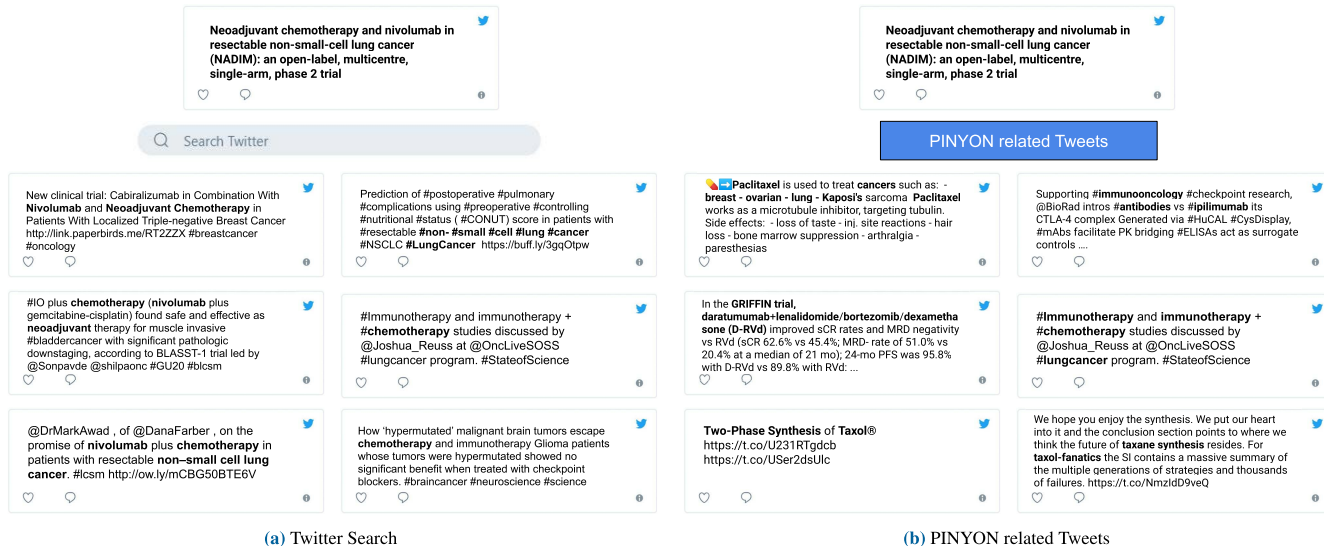 Neoadjuvant chemotherapy and nivolumab in
resectable non-small-cell lung cancer
(NADIM): an open-label, multicentre,
single-arm, phase 2 trial
Search Twitter
New clinical trial: Cabiralizumab in Combination With
Nivolumab and Neoadjuvant Chemotherapy in
Patients With Localized Triple-negative Breast Cancer
http://link.paperbirds.me/RT2ZZX #breastcancer
#oncology
Prediction of #postoperative #pulmonary
#complications using #preoperative #controlling
#nutritional #status ( #CONUT) score in patients with
#resectable #non- #small #cell #lung #cancer
#NSCLC #LungCancer https://buff.ly/3gqOtpw
#IO plus chemotherapy (nivolumab plus
gemcitabine-cisplatin) found safe and effective as
neoadjuvant therapy for muscle invasive
#bladdercancer with significant pathologic
downstaging, according to BLASST-1 trial led by
@Sonpavde @shilpaonc #GU20 #blcsm
#Immunotherapy and immunotherapy +
#chemotherapy studies discussed by
@Joshua_Reuss at @OncLiveSOSS
#lungcancer program. #StateofScience
@DrMarkAwad , of @DanaFarber , on the
promise of nivolumab plus chemotherapy in
patients with resectable non–small cell lung
cancer. #lcsm http://ow.ly/mCBG50BTE6V
How ‘hypermutated’ malignant brain tumors escape
chemotherapy and immunotherapy Glioma patients
whose tumors were hypermutated showed no
significant benefit when treated with checkpoint
blockers. #braincancer #neuroscience #science
(a) Twitter Search
Neoadjuvant chemotherapy and nivolumab in
resectable non-small-cell lung cancer
(NADIM): an open-label, multicentre,
single-arm, phase 2 trial
PINYON related Tweets
💊➡️Paclitaxel is used to treat cancers such as: -
breast - ovarian - lung - Kaposi's sarcoma Paclitaxel
works as a microtubule inhibitor, targeting tubulin.
Side effects: - loss of taste - inj. site reactions - hair
loss - bone marrow suppression - arthralgia -
paresthesias
Supporting #immunooncology #checkpoint research,
@BioRad intros #antibodies vs #ipilimumab its
CTLA-4 complex Generated via #HuCAL #CysDisplay,
#mAbs facilitate PK bridging #ELISAs act as surrogate
controls ....
In the GRIFFIN trial,
daratumumab+lenalidomide/bortezomib/dexametha
sone (D-RVd) improved sCR rates and MRD negativity
vs RVd (sCR 62.6% vs 45.4%; MRD- rate of 51.0% vs
20.4% at a median of 21 mo); 24-mo PFS was 95.8%
with D-RVd vs 89.8% with RVd: ...
#Immunotherapy and immunotherapy +
#chemotherapy studies discussed by
@Joshua_Reuss at @OncLiveSOSS
#lungcancer program. #StateofScience
Two-Phase Synthesis of Taxol®
https://t.co/U231RTgdcb
https://t.co/USer2dsUlc
We hope you enjoy the synthesis. We put our heart
into it and the conclusion section points to where we
think the future of taxane synthesis resides. For
taxol-fanatics the SI contains a massive summary of
the multiple generations of strategies and thousands
of failures. https://t.co/NmzIdD9veQ
(b) PINYON related Tweets